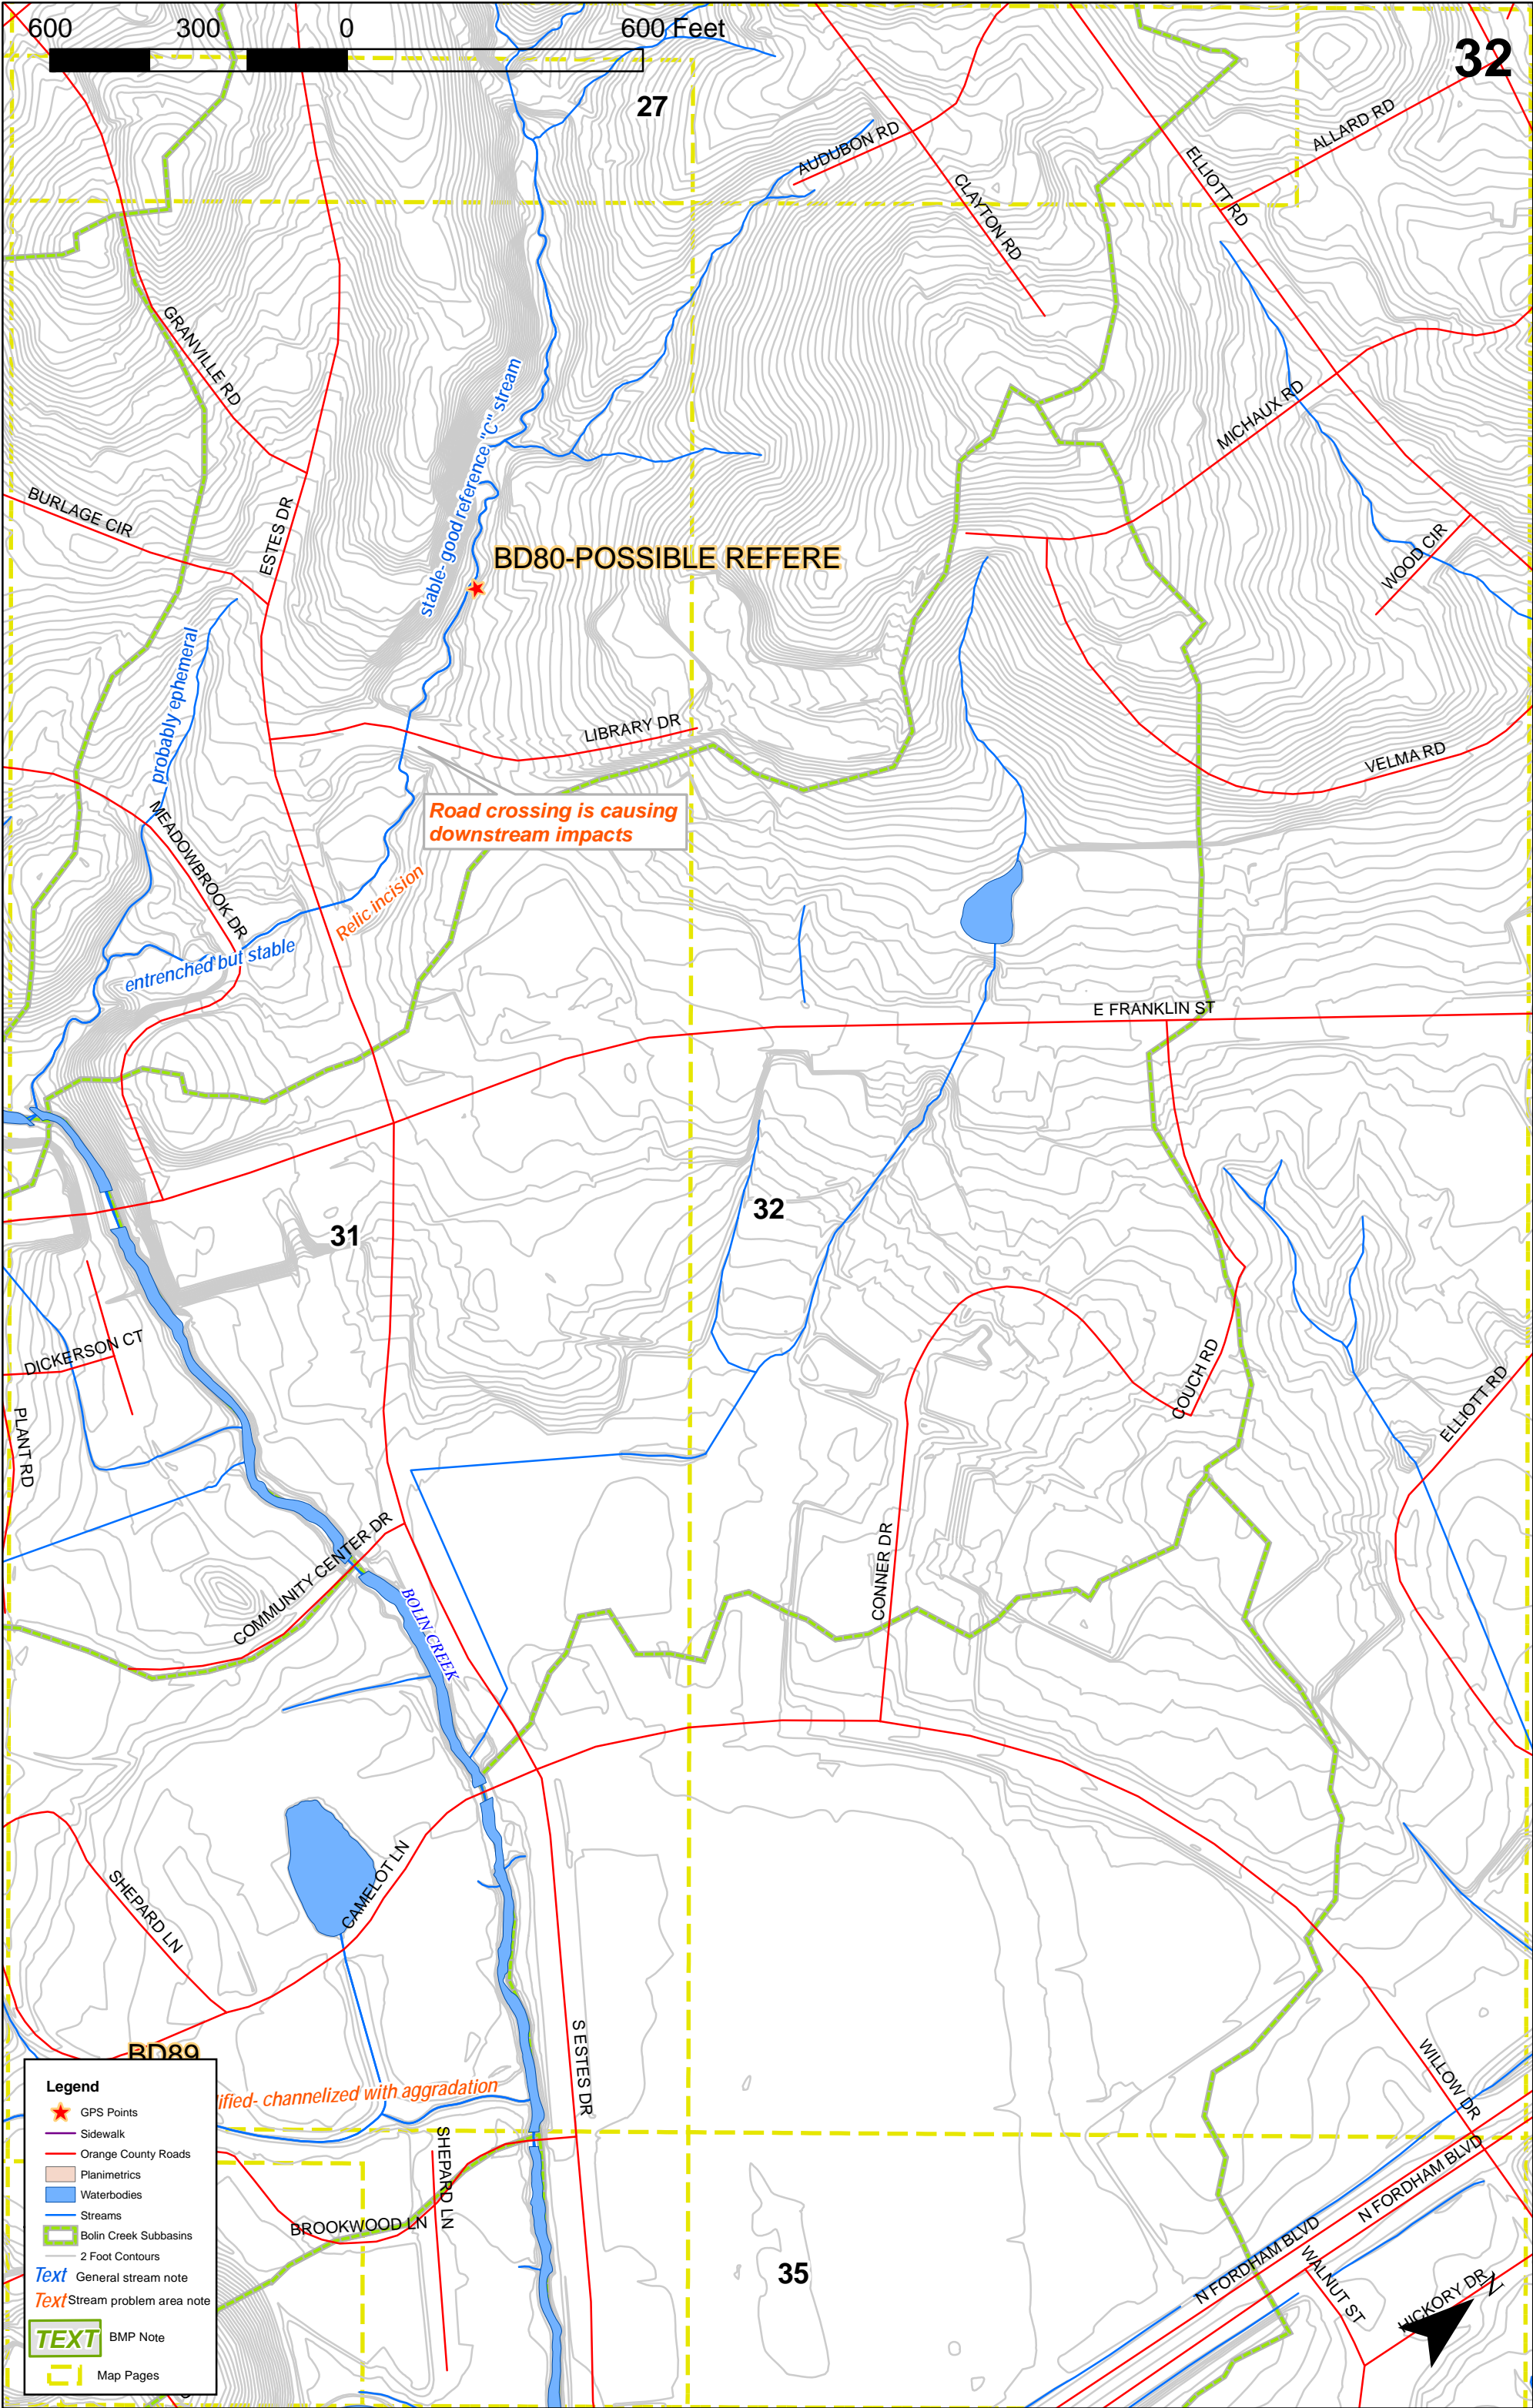 600 300 0 600 Feet
32
27
AUDUBON RD
ALLARD RD
ELLIOTT RD
CLAYTON RD
GRANVILLE RD
stable- good reference "C" stream
MICHAUX RD
BURLAGE CIR
ESTES DR
BD80-POSSIBLE REFERE
WOOD CIR
probably ephemeral
LIBRARY DR
VELMA RD
Road crossing is causing
downstream impacts
MEADOWBROOK DR
Relic incision
entrenched but stable
E FRANKLIN ST
31
32
DICKERSON CT
PLANT RD
COUCH RD
ELLIOTT RD
COMMUNITY CENTER DR
CONNER DR
BOLIN CREEK
SHEPARD LN
CAMELOT LN
S ESTES DR
BD89
WILLOW DR
ified- channelized with aggradation
SHEPARD LN
N FORDHAM BLVD
BROOKWOOD LN
N FORDHAM BLVD
WALNUT ST
35
HICKORY DR
N
Legend
GPS Points
Sidewalk
Orange County Roads
Planimetrics
Waterbodies
Streams
Bolin Creek Subbasins
2 Foot Contours
Text General stream note
Text Stream problem area note
TEXT BMP Note
Map Pages